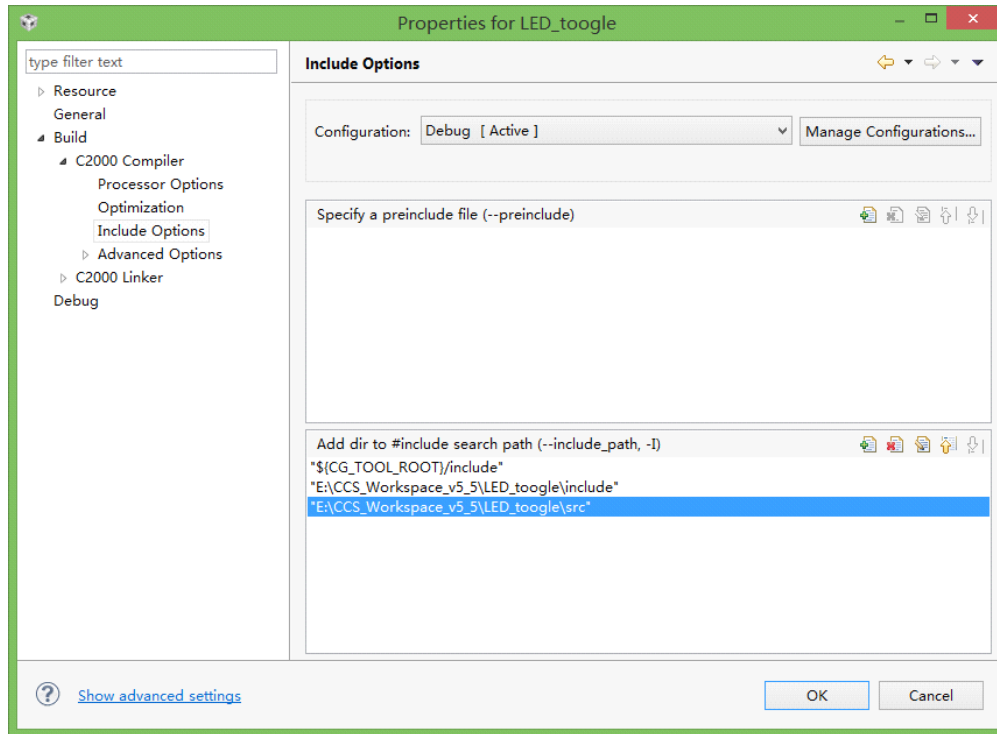 Properties for LED_toogle
type filter text
Resource
General
Build
C2000 Compiler
Processor Options
Optimization
Include Options
Advanced Options
C2000 Linker
Debug
Include Options
Configuration: Debug [ Active ] Manage Configurations...
Specify a preinclude file (--preinclude)
Add dir to #include search path (--include_path, -I)
"${CG_TOOL_ROOT}/include"
"E:\CCS_Workspace_v5_5\LED_toogle\include"
"E:\CCS_Workspace_v5_5\LED_toogle\src"
Show advanced settings
OK Cancel